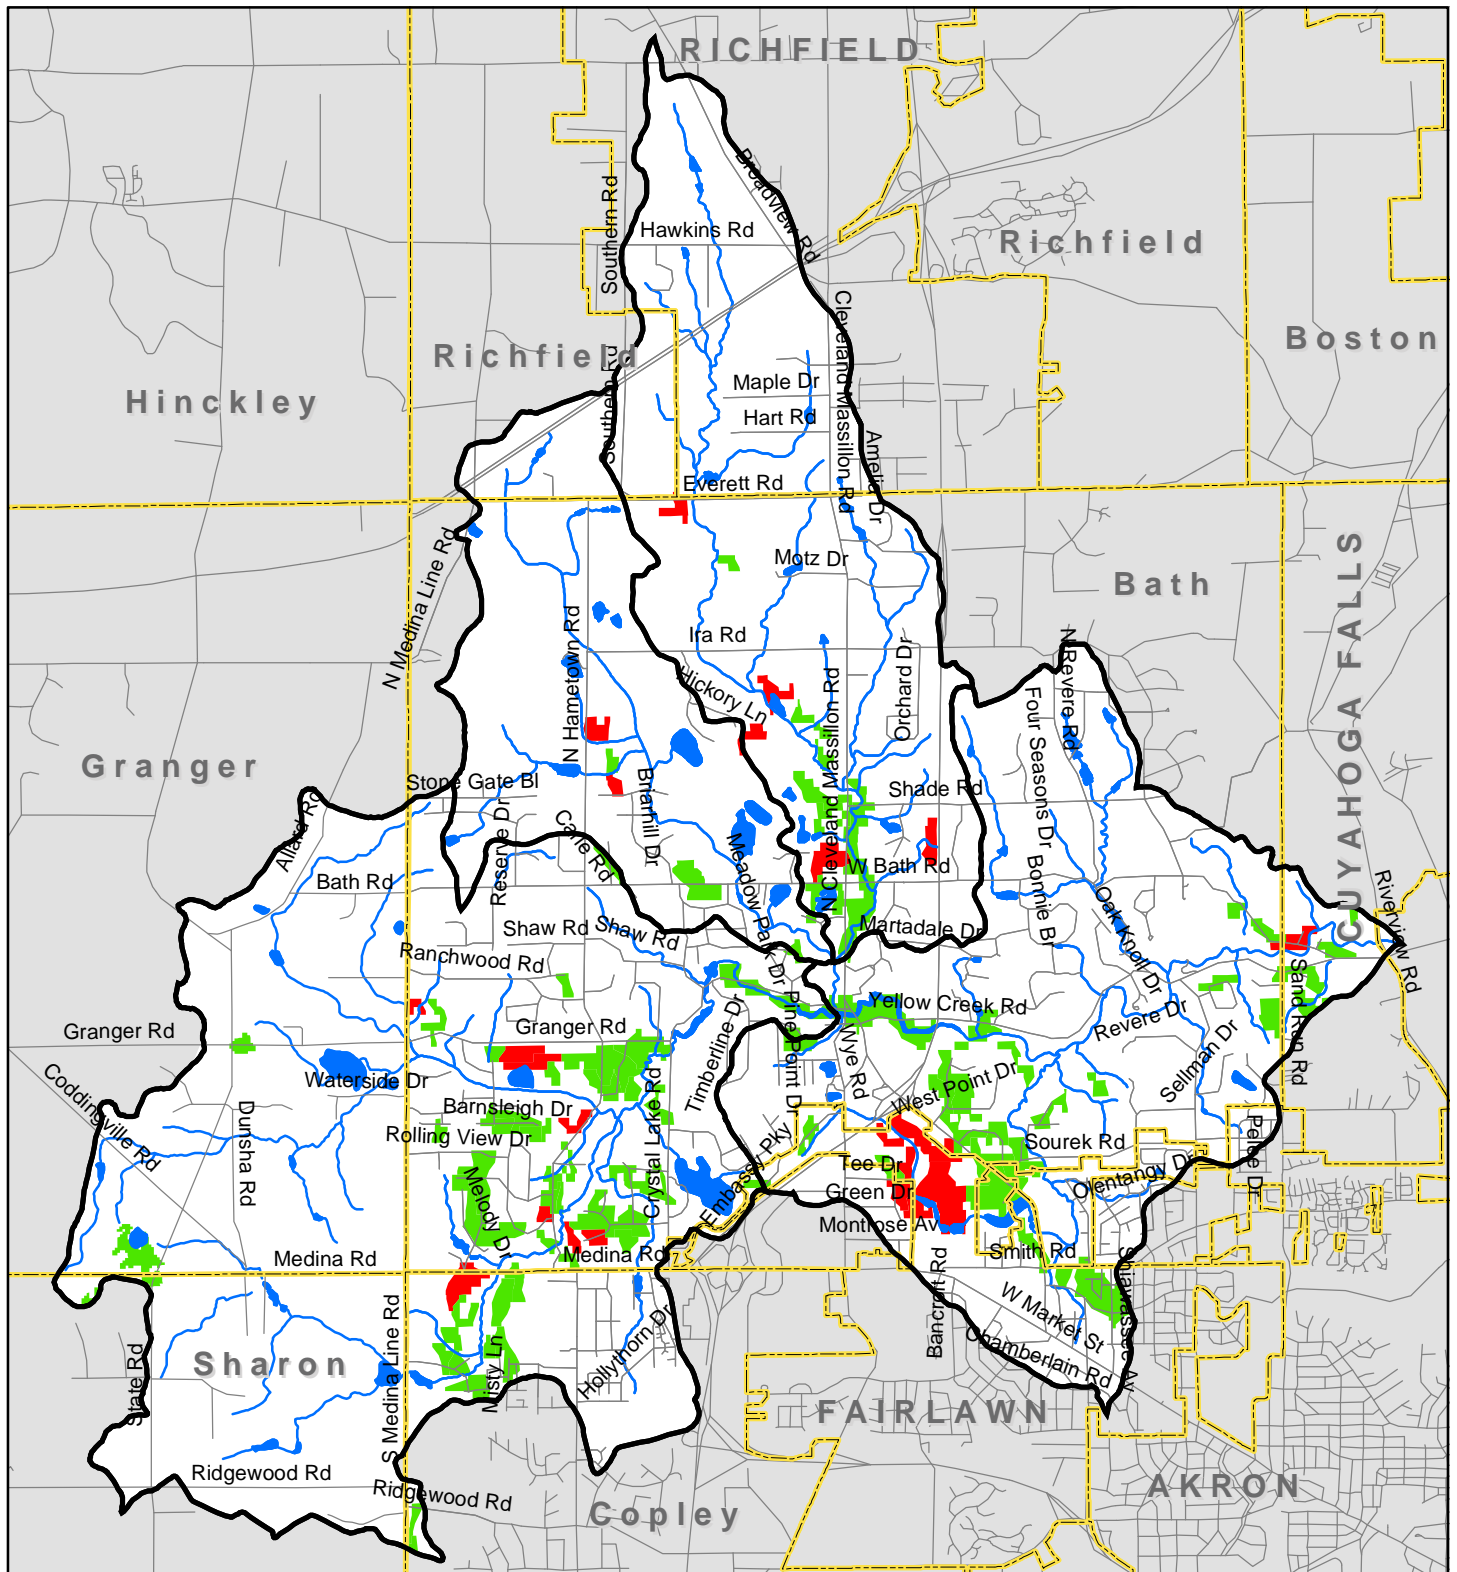 RICHFIELD
Broadview Rd
Southern Rd
Hawkins Rd
Richfield
Cleveland Massillon Rd
Boston
Richfield
Southern Rd
Maple Dr
Hinckley
Hart Rd
Amelia Dr
Everett Rd
N Medina Line Rd
Motz Dr
Bath
CUYAHOGA FALLS
N Hametown Rd
Ira Rd
N Revere Rd
Orchard Dr
Hickory Ln
N Cleveland Massillon Rd
Four Seasons Dr
Granger
Stone Gate Bl
Briarhill Dr
Shade Rd
Reserve Dr
Allard Rd
Carie Rd
Meadow Park Dr
W Bath Rd
Bonnie Br
Bath Rd
Oak Knoll Dr
Riverview Rd
Shaw Rd
Shaw Rd
Martadale Dr
Ranchwood Rd
Sand Run Rd
Timberline Dr
Pine Point Dr
Yellow Creek Rd
Revere Dr
Granger Rd
Granger Rd
Wye Rd
Sellman Dr
Waterside Dr
Coddingville Rd
West Point Dr
Crystal Lake Rd
Barnsleigh Dr
Dunsha Rd
Rolling View Dr
Embassy Pky
Sourek Rd
Pelee Dr
Tee Dr
Olentangy Dr
Melody Dr
Green Dr
Montrose Av
Medina Rd
Medina Rd
Smith Rd
Bancroft Rd
Shiawassee Av
W Market St
S Medina Line Rd
Hollythorn Dr
Misty Ln
Chamberlain Rd
Sharon
State Rd
FAIRLAWN
Ridgewood Rd
Ridgewood Rd
AKRON
Copley